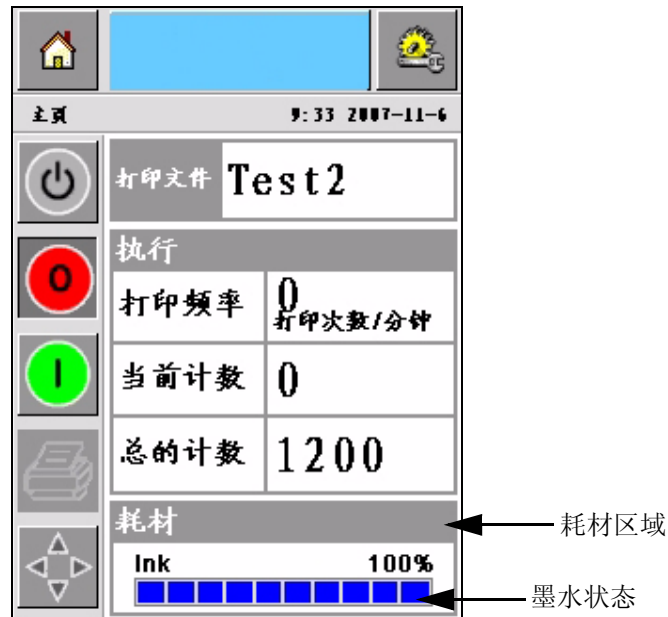 主页 9:33 2007-11-6
打印文件 Test2
执行
打印频率 0
打印次数/分钟
当前计数 0
总的计数 1200
耗材
耗材区域
Ink 100%
墨水状态